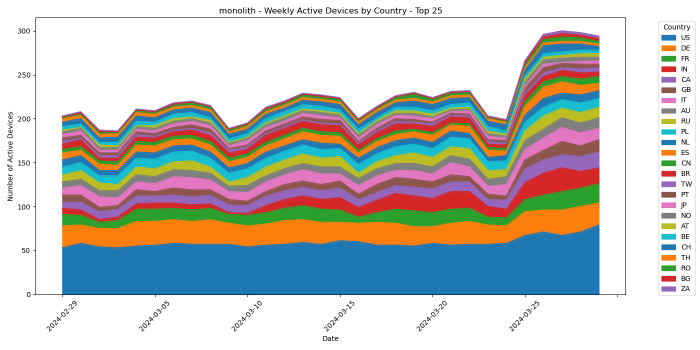 monolith - Weekly Active Devices by Country - Top 25
Number of Active Devices
300
250
200
150
100
50
0
2024-02-29
2024-03-05
2024-03-10
2024-03-15
2024-03-20
2024-03-25
Date
Country
US
DE
FR
IN
CA
GB
IT
AU
RU
PL
NL
ES
CN
BR
TW
PT
JP
NO
AT
BE
CH
TH
RO
BG
ZA